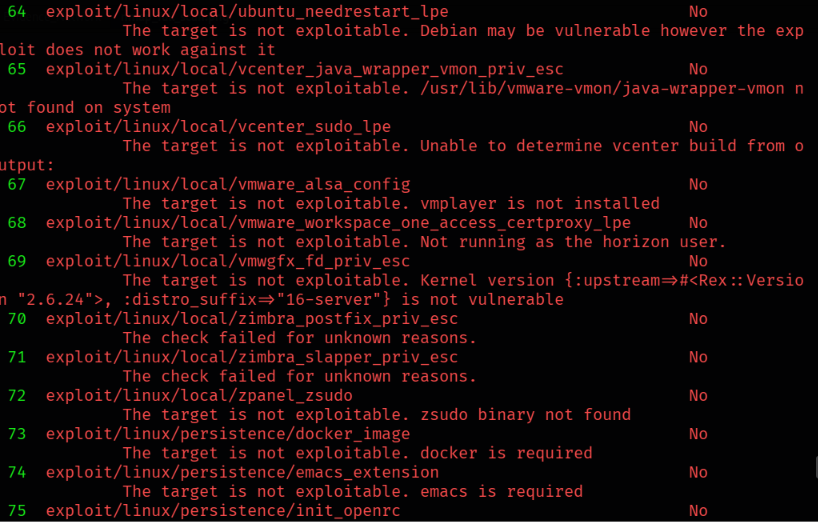 64 exploit/linux/local/ubuntu_needrestart_lpe No
The target is not exploitable. Debian may be vulnerable however the exp
loit does not work against it
65 exploit/linux/local/vcenter_java_wrapper_vmon_priv_esc No
The target is not exploitable. /usr/lib/vmware-vmon/java-wrapper-vmon n
ot found on system
66 exploit/linux/local/vcenter_sudo_lpe No
The target is not exploitable. Unable to determine vcenter build from o
utput:
67 exploit/linux/local/vmware_alsa_config No
The target is not exploitable. vmplayer is not installed
68 exploit/linux/local/vmware_workspace_one_access_certproxy_lpe No
The target is not exploitable. Not running as the horizon user.
69 exploit/linux/local/vmwgfx_fd_priv_esc No
The target is not exploitable. Kernel version {:upstream=>#<Rex::Versio
n "2.6.24">, :distro_suffix=>"16-server"} is not vulnerable
70 exploit/linux/local/zimbra_postfix_priv_esc No
The check failed for unknown reasons.
71 exploit/linux/local/zimbra_slapper_priv_esc No
The check failed for unknown reasons.
72 exploit/linux/local/zpanel_zsudo No
The target is not exploitable. zsudo binary not found
73 exploit/linux/persistence/docker_image No
The target is not exploitable. docker is required
74 exploit/linux/persistence/emacs_extension No
The target is not exploitable. emacs is required
75 exploit/linux/persistence/init_openrc No